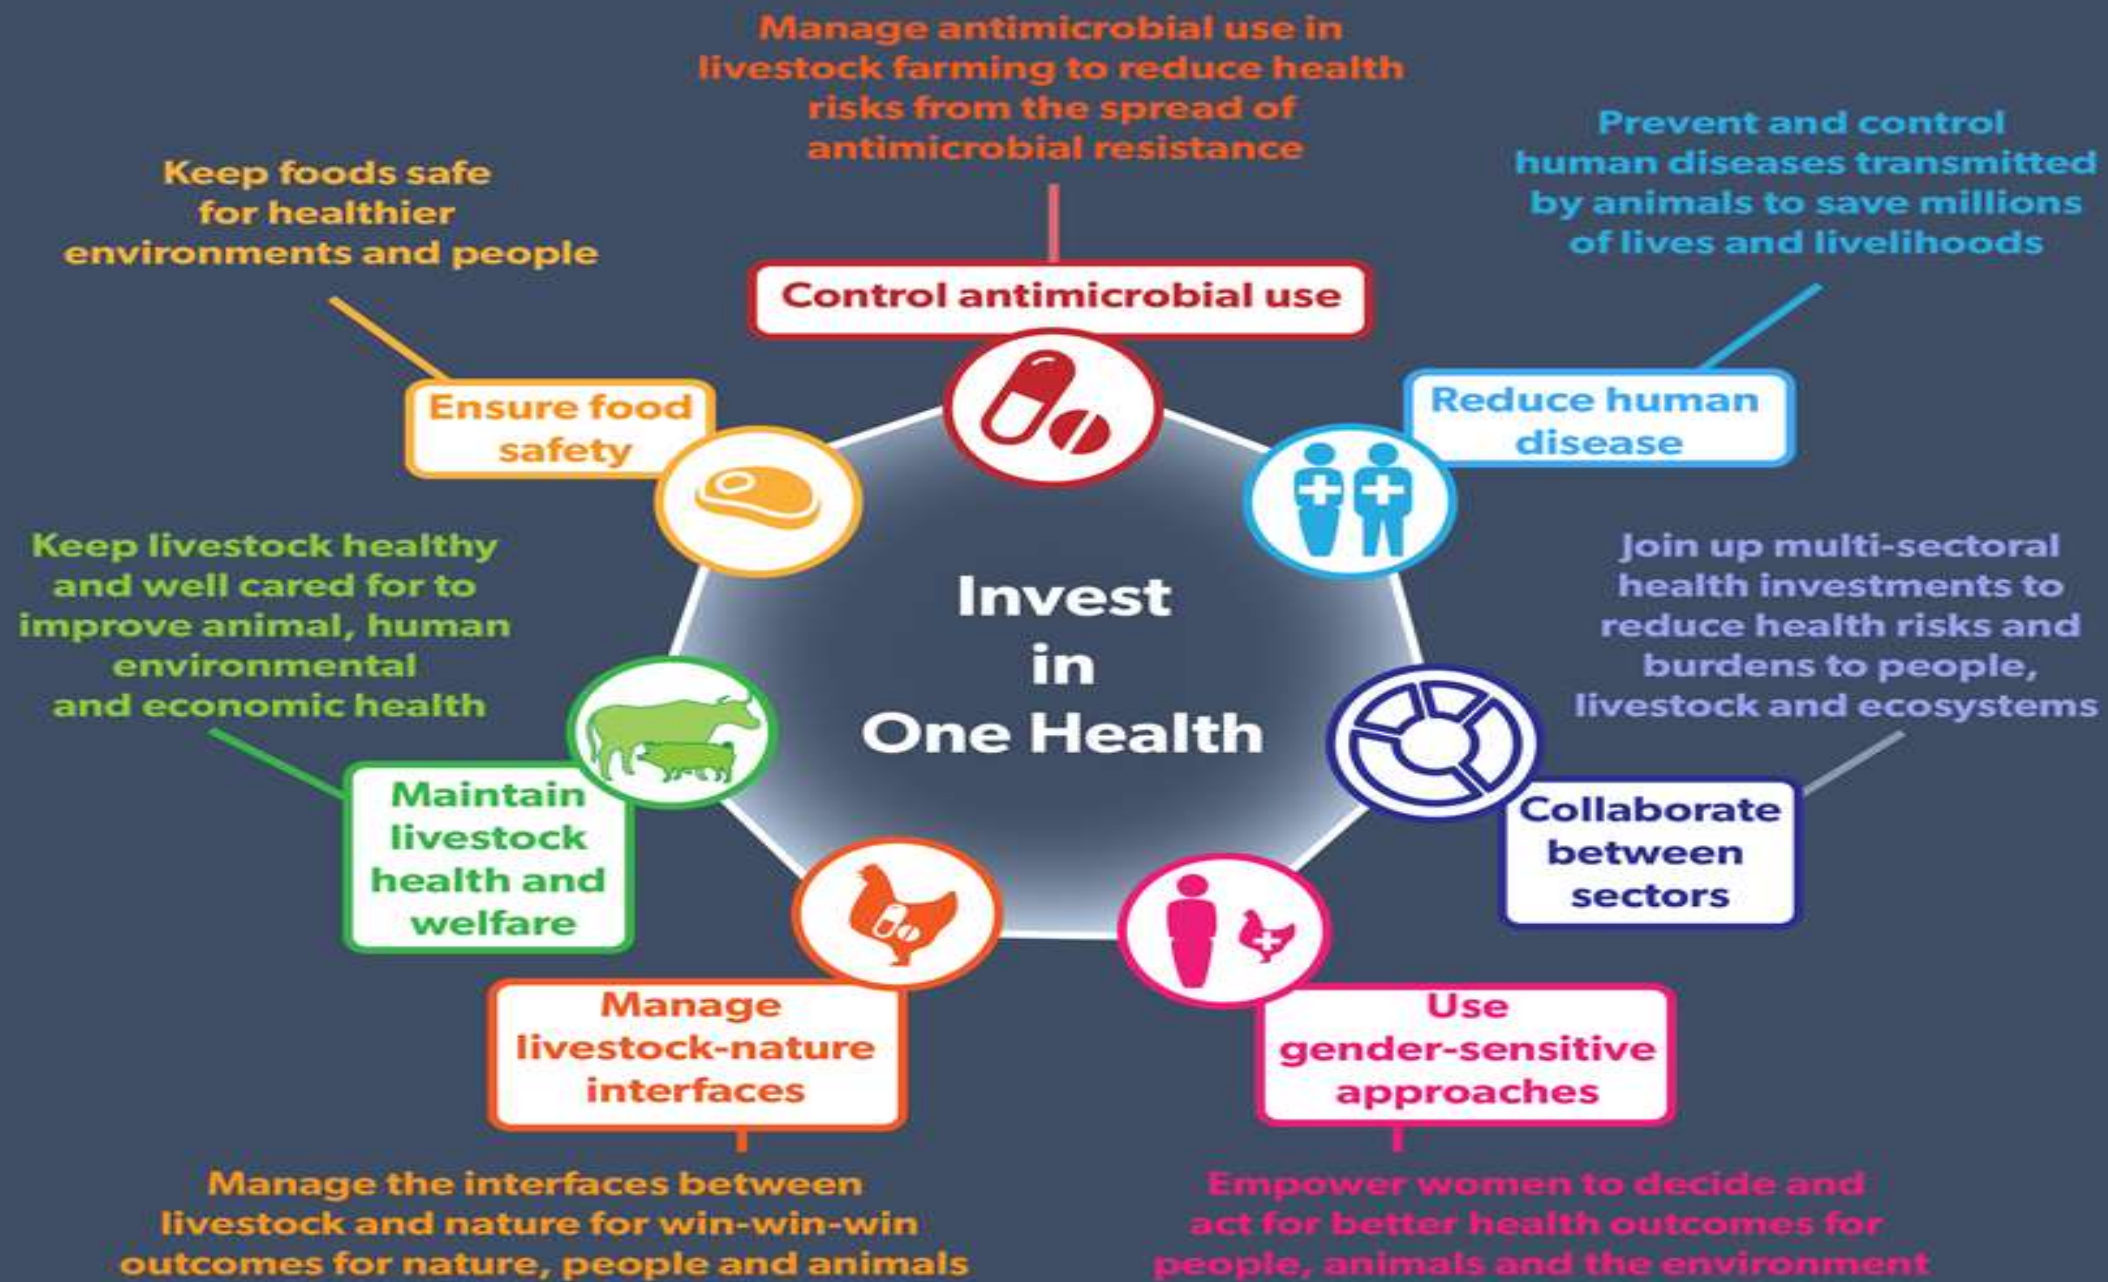 Manage antimicrobial use in
livestock farming to reduce health
risks from the spread of
antimicrobial resistance
Control antimicrobial use
Prevent and control
human diseases transmitted
by animals to save millions
of lives and livelihoods
Reduce human
disease
Join up multi-sectoral
health investments to
reduce health risks and
burdens to people,
livestock and ecosystems
Collaborate
between
sectors
Use
gender-sensitive
approaches
Empower women to decide and
act for better health outcomes for
people, animals and the environment
Manage
livestock-nature
interfaces
Manage the interfaces between
livestock and nature for win-win-win
outcomes for nature, people and animals
Keep livestock healthy
and well cared for to
improve animal, human
environmental
and economic health
Maintain
livestock
health and
welfare
Keep foods safe
for healthier
environments and people
Ensure food
safety
Invest
in
One Health